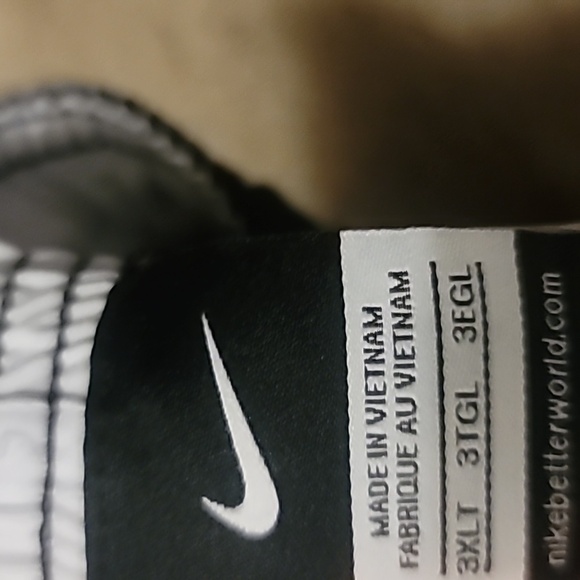 MADE IN VIETNAM
FABRIQUE AU VIETNAM
3XLT 3TGL 3EGL
nikebetterworld.com